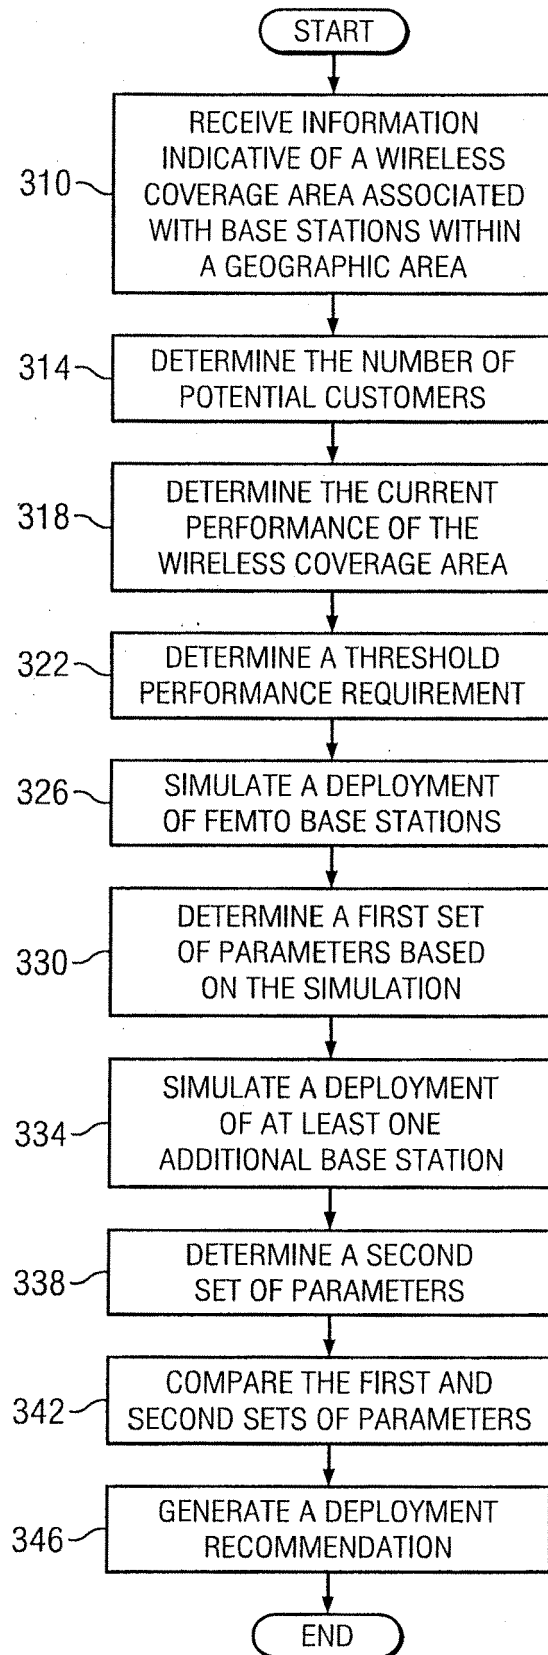 START
310
RECEIVE INFORMATION
INDICATIVE OF A WIRELESS
COVERAGE AREA ASSOCIATED
WITH BASE STATIONS WITHIN
A GEOGRAPHIC AREA
314
DETERMINE THE NUMBER OF
POTENTIAL CUSTOMERS
318
DETERMINE THE CURRENT
PERFORMANCE OF THE
WIRELESS COVERAGE AREA
322
DETERMINE A THRESHOLD
PERFORMANCE REQUIREMENT
326
SIMULATE A DEPLOYMENT
OF FEMTO BASE STATIONS
330
DETERMINE A FIRST SET
OF PARAMETERS BASED
ON THE SIMULATION
334
SIMULATE A DEPLOYMENT
OF AT LEAST ONE
ADDITIONAL BASE STATION
338
DETERMINE A SECOND
SET OF PARAMETERS
342
COMPARE THE FIRST AND
SECOND SETS OF PARAMETERS
346
GENERATE A DEPLOYMENT
RECOMMENDATION
END